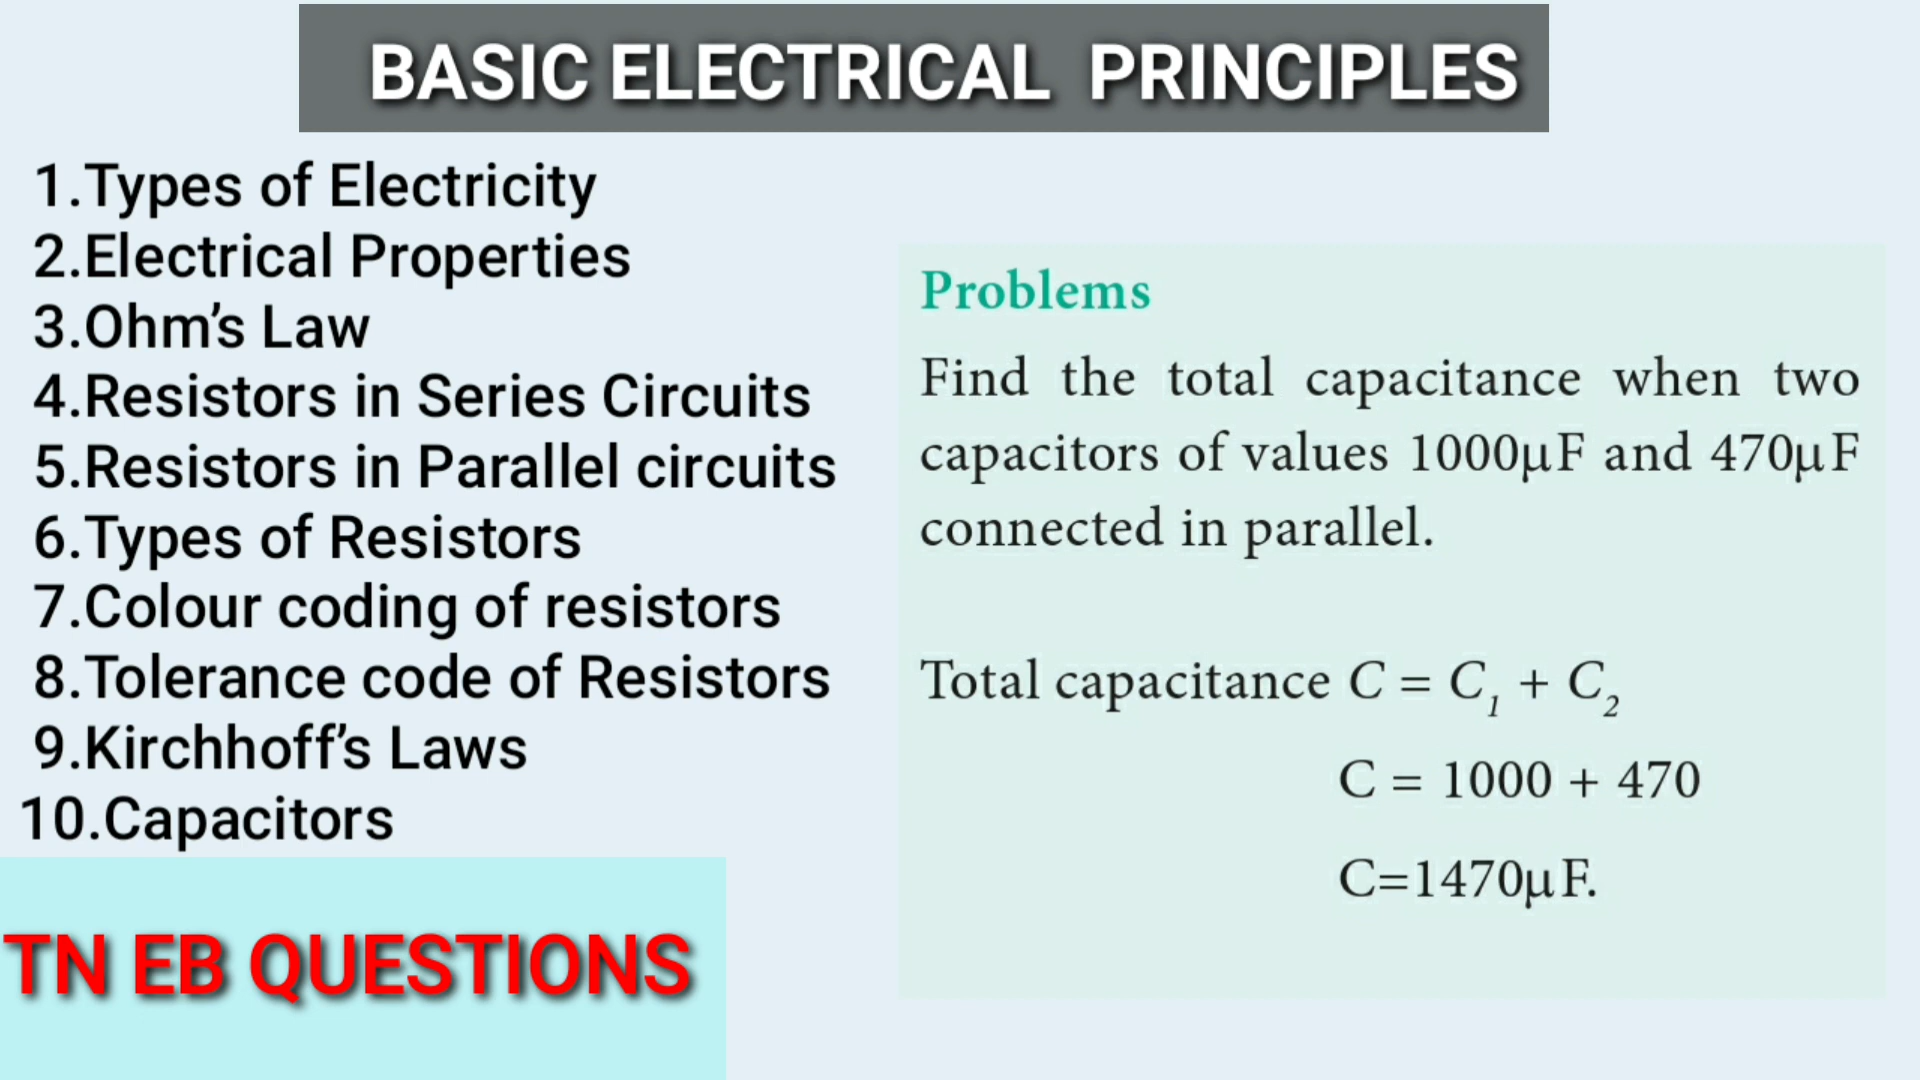 BASIC ELECTRICAL PRINCIPLES
1.Types of Electricity
2.Electrical Properties
3.Ohm’s Law
4.Resistors in Series Circuits
5.Resistors in Parallel circuits
6.Types of Resistors
7.Colour coding of resistors
8.Tolerance code of Resistors
9.Kirchhoff’s Laws
10.Capacitors
TN EB QUESTIONS
Problems
Find the total capacitance when two
capacitors of values 1000µF and 470µF
connected in parallel.
Total capacitance C = C₁ + C₂
C = 1000 + 470
C=1470µF.